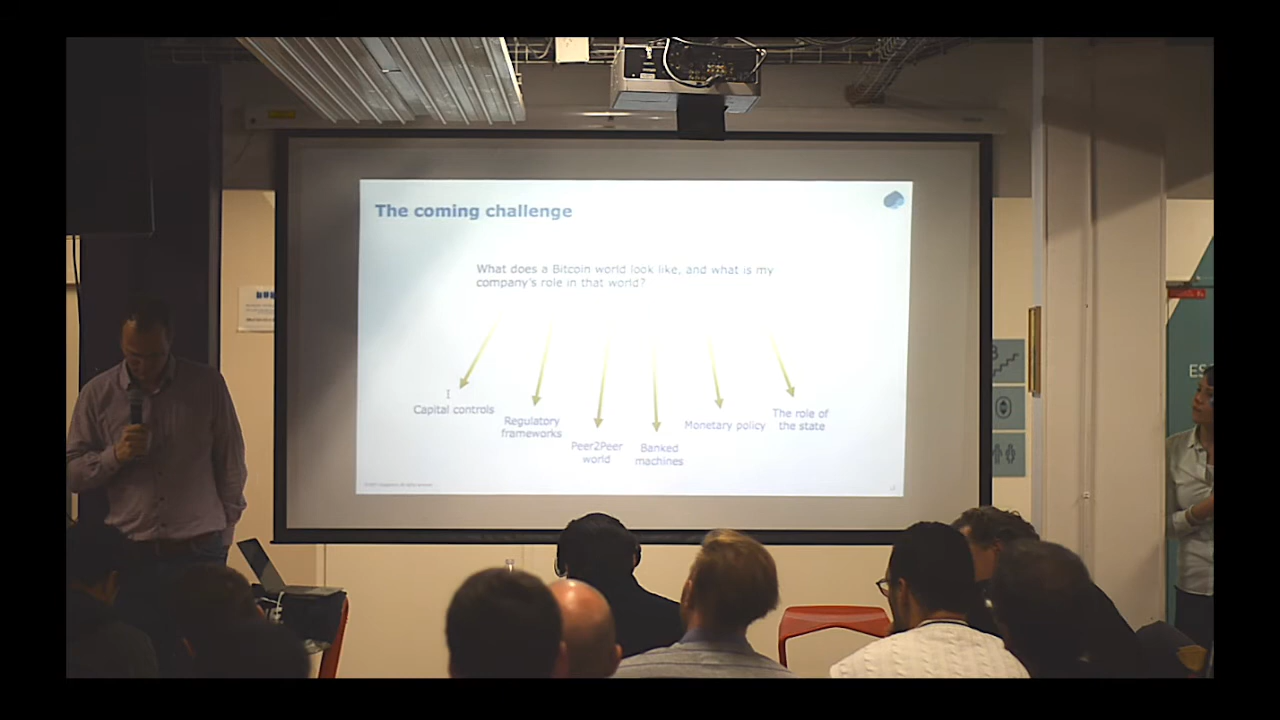 The coming challenge
What does a Bitcoin world look like, and what is my
company's role in that world?
Capital controls
Regulatory
frameworks
Peer2Peer
world
Banked
machines
Monetary policy
The role of
the state
ES